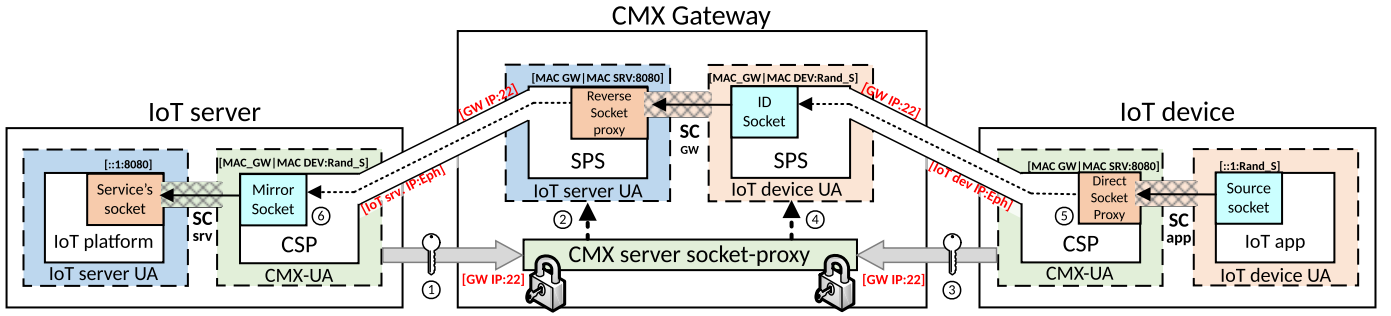 CMX Gateway
IoT server
IoT device
[MAC GW|MAC SRV:8080]
[MAC_GW|MAC DEV:Rand_S]
[GW IP:22]
[GW IP:22]
Reverse
Socket
proxy
ID
Socket
SC
GW
SPS
SPS
IoT server UA
IoT device UA
[::1:8080]
[MAC_GW|MAC DEV:Rand_S]
[IoT srv. IP:Eph]
Service's
socket
Mirror
Socket
6
SC
srv
IoT platform
CSP
IoT server UA
CMX-UA
[IoT dev IP:Eph]
[MAC GW|MAC SRV:8080]
[::1:Rand_S]
Direct
Socket
Proxy
5
Source
socket
SC
app
CSP
IoT app
CMX-UA
IoT device UA
2
4
CMX server socket-proxy
[GW IP:22]
[GW IP:22]
1
3